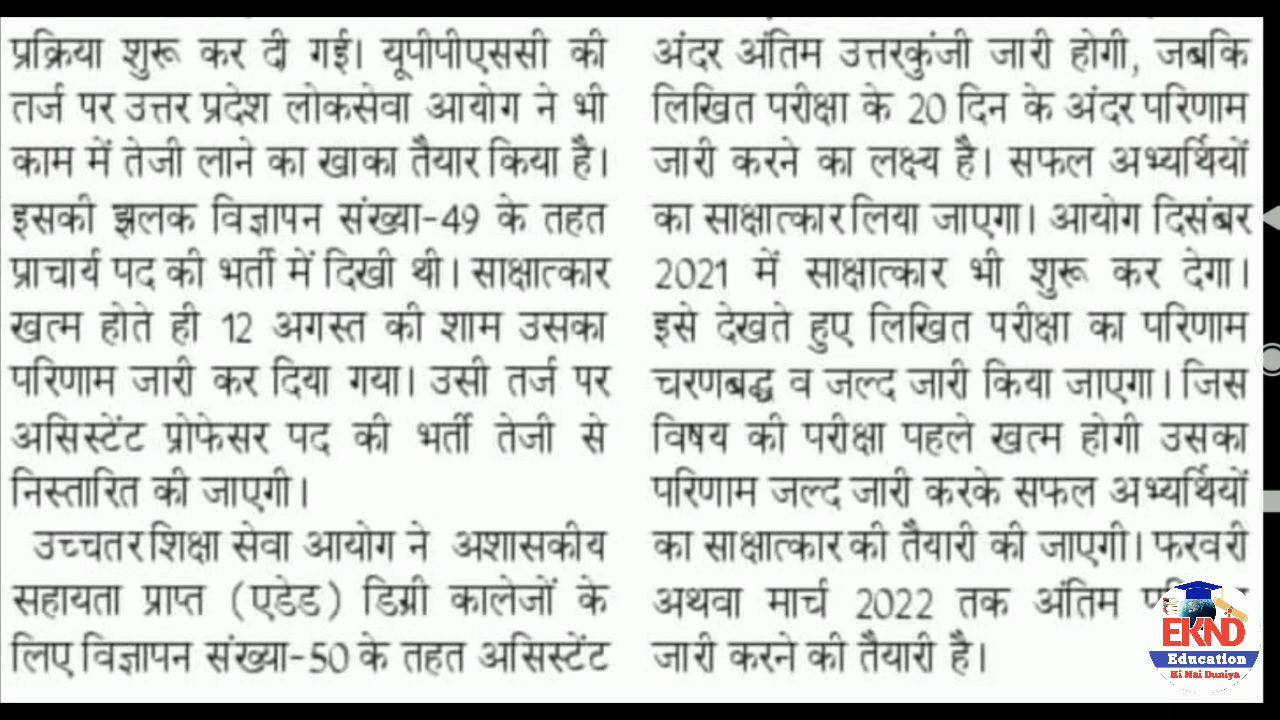 प्रक्रिया शुरू कर दी गई। यूपीपीएससी की
तर्ज पर उत्तर प्रदेश लोकसेवा आयोग ने भी
काम में तेजी लाने का खाका तैयार किया है।
इसकी झलक विज्ञापन संख्या-49 के तहत
प्राचार्य पद की भर्ती में दिखी थी। साक्षात्कार
खत्म होते ही 12 अगस्त की शाम उसका
परिणाम जारी कर दिया गया। उसी तर्ज पर
असिस्टेंट प्रोफेसर पद की भर्ती तेजी से
निस्तारित की जाएगी।
उच्चतर शिक्षा सेवा आयोग ने अशासकीय
सहायता प्राप्त (एडेड) डिग्री कालेजों के
लिए विज्ञापन संख्या-50 के तहत असिस्टेंट
अंदर अंतिम उत्तरकुंजी जारी होगी, जबकि
लिखित परीक्षा के 20 दिन के अंदर परिणाम
जारी करने का लक्ष्य है। सफल अभ्यर्थियों
का साक्षात्कार लिया जाएगा। आयोग दिसंबर
2021 में साक्षात्कार भी शुरू कर देगा।
इसे देखते हुए लिखित परीक्षा का परिणाम
चरणबद्ध व जल्द जारी किया जाएगा। जिस
विषय की परीक्षा पहले खत्म होगी उसका
परिणाम जल्द जारी करके सफल अभ्यर्थियों
का साक्षात्कार की तैयारी की जाएगी। फरवरी
अथवा मार्च 2022 तक अंतिम
जारी करने की तैयारी है।
EKND
Education
Ki Nai Duniya